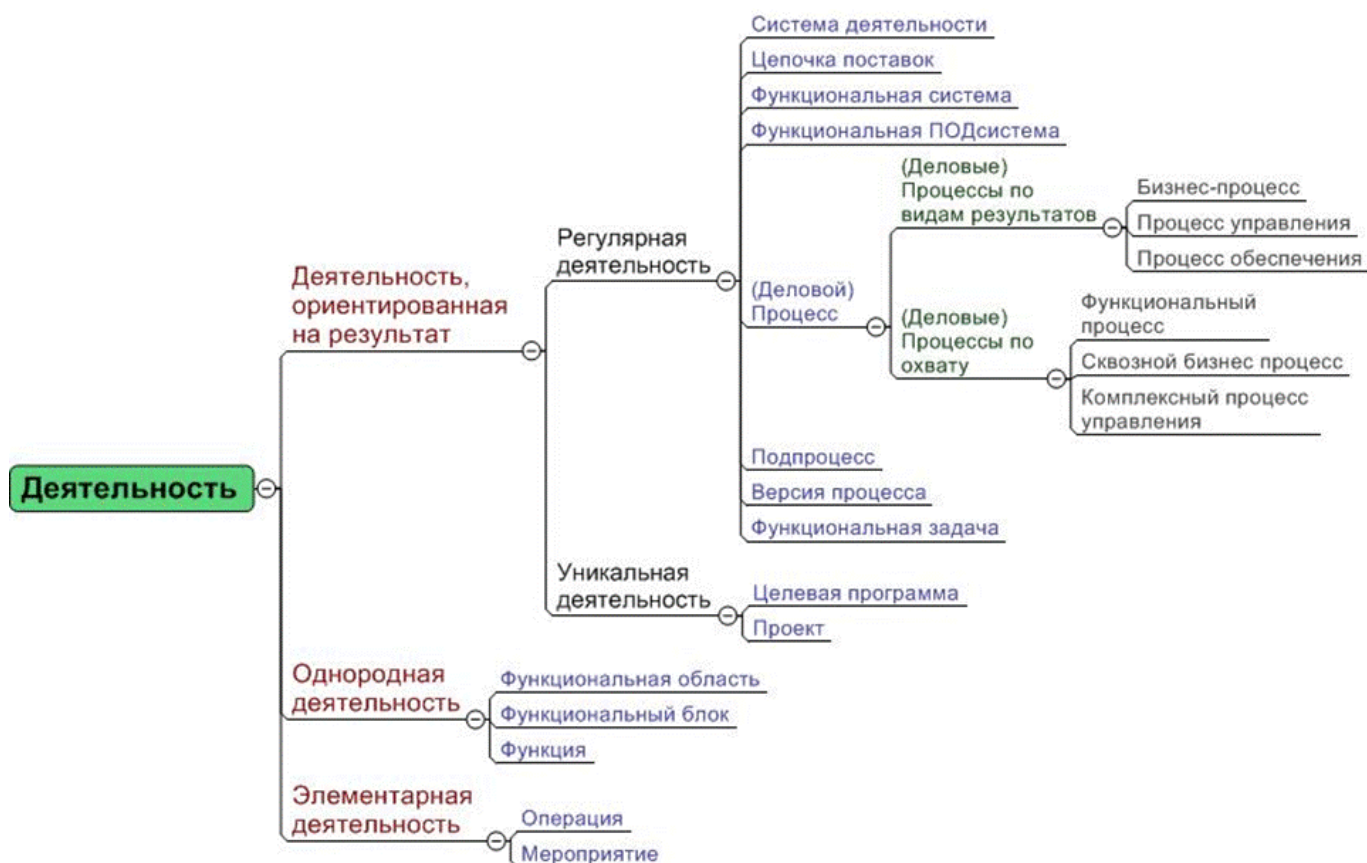 Деятельность
Деятельность,
ориентированная
на результат
Регулярная
деятельность
Система деятельности
Цепочка поставок
Функциональная система
Функциональная ПОДсистема
(Деловой)
Процесс
(Деловые)
Процессы по
видам результатов
Бизнес-процесс
Процесс управления
Процесс обеспечения
(Деловые)
Процессы по
охвату
Функциональный
процесс
Сквозной бизнес процесс
Комплексный процесс
управления
Подпроцесс
Версия процесса
Функциональная задача
Уникальная
деятельность
Целевая программа
Проект
Однородная
деятельность
Функциональная область
Функциональный блок
Функция
Элементарная
деятельность
Операция
Мероприятие